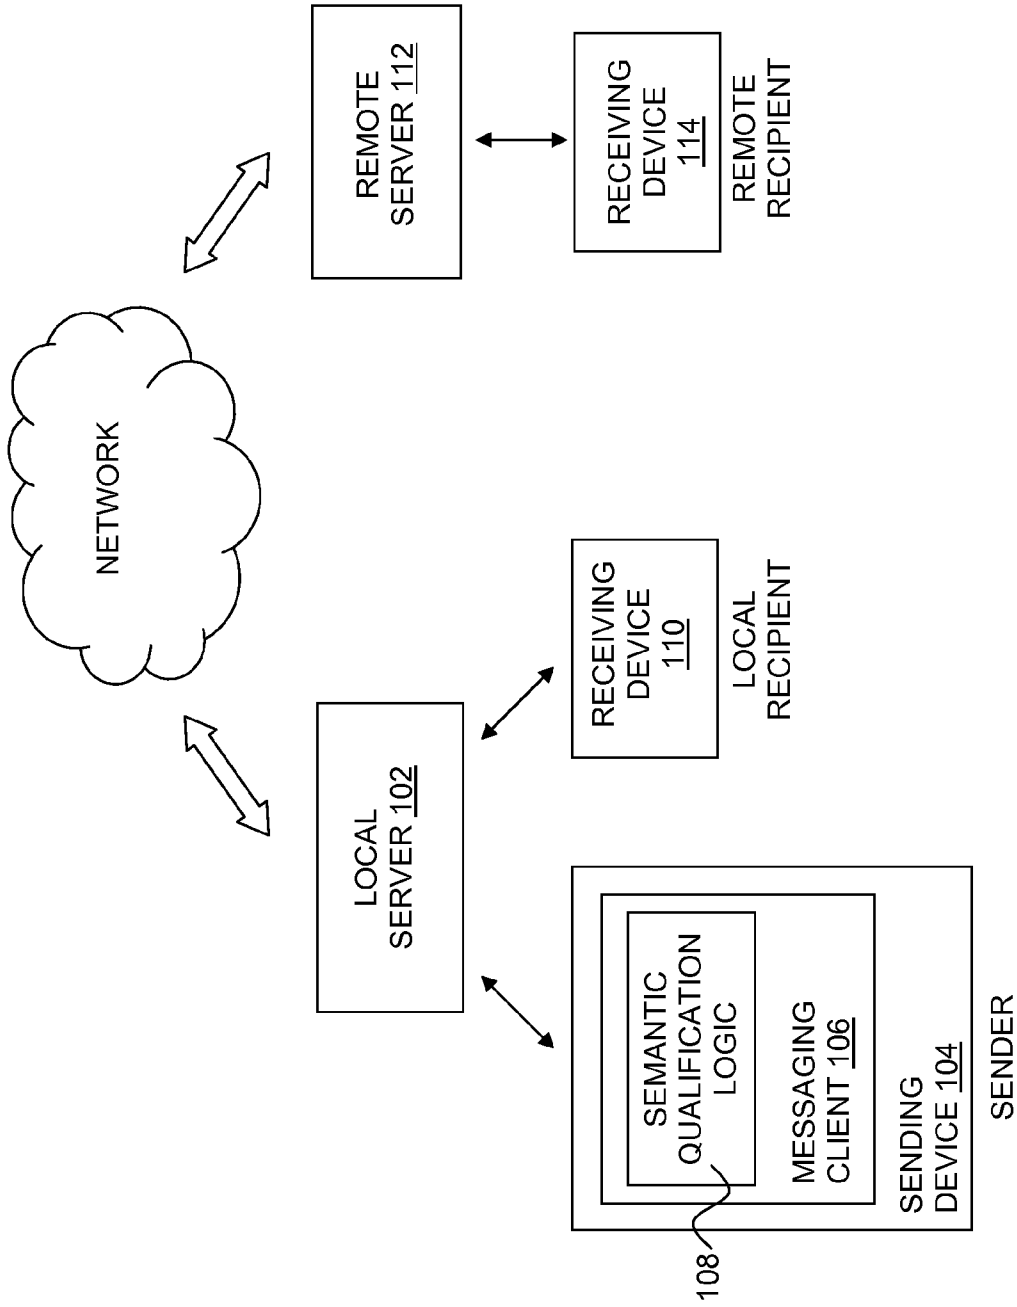 NETWORK
LOCAL
SERVER 102
REMOTE
SERVER 112
SEMANTIC
QUALIFICATION
LOGIC
108
MESSAGING
CLIENT 106
SENDING
DEVICE 104
SENDER
RECEIVING
DEVICE
110
LOCAL
RECIPIENT
RECEIVING
DEVICE
114
REMOTE
RECIPIENT